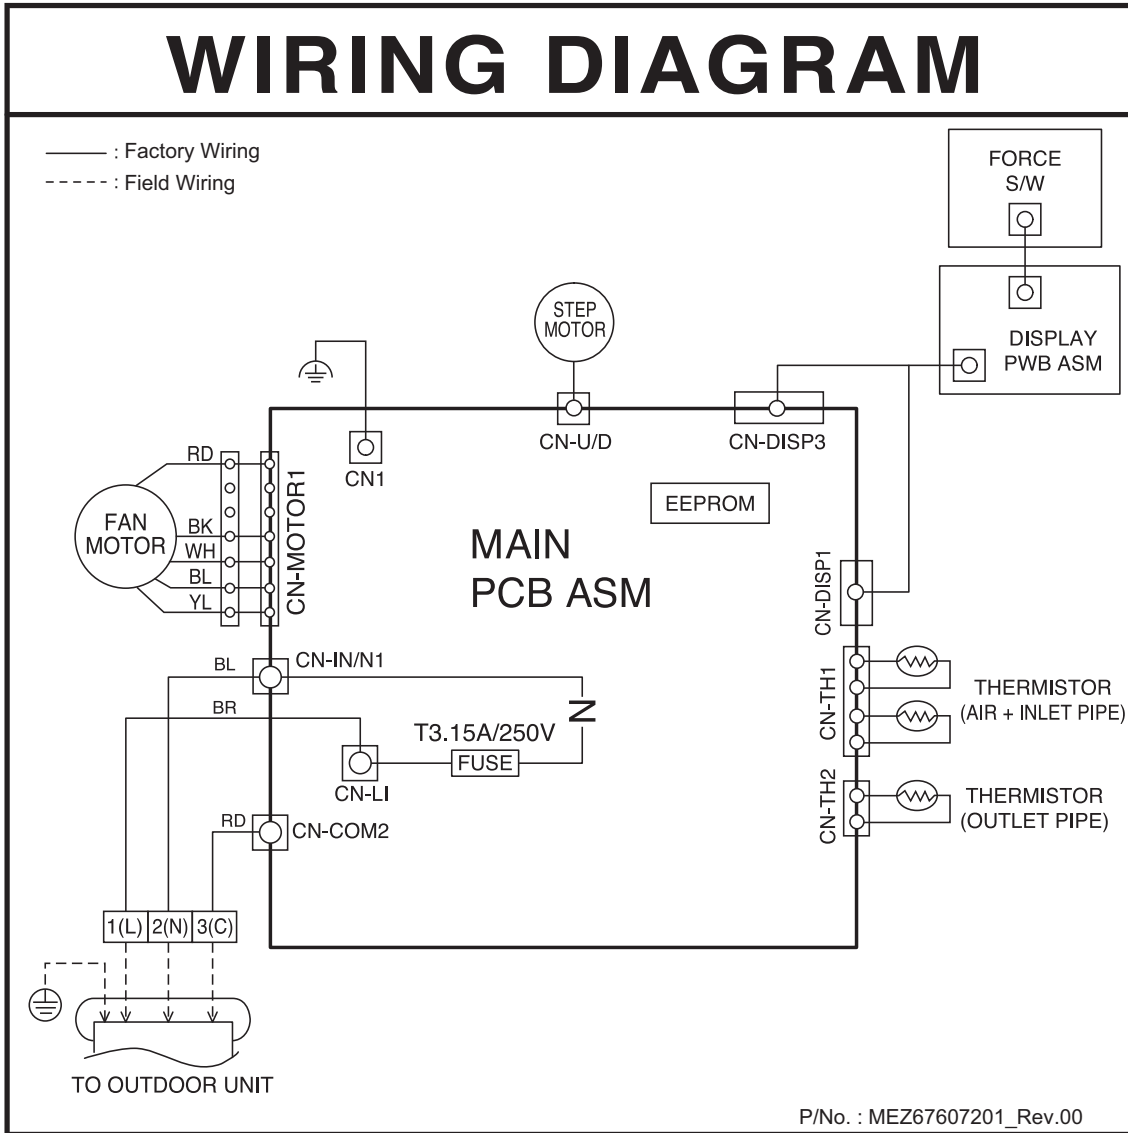 WIRING DIAGRAM
: Factory Wiring
: Field Wiring
FORCE
S/W
DISPLAY
PWB ASM
STEP
MOTOR
CN-U/D
CN-DISP3
CN1
EEPROM
RD
BK
WH
BL
YL
FAN
MOTOR
CN-MOTOR1
MAIN
PCB ASM
CN-DISP1
CN-TH1
THERMISTOR
(AIR + INLET PIPE)
CN-TH2
THERMISTOR
(OUTLET PIPE)
BL
CN-IN/N1
BR
N
T3.15A/250V
FUSE
CN-LI
RD
CN-COM2
1(L) 2(N) 3(C)
TO OUTDOOR UNIT
P/No. : MEZ67607201_Rev.00